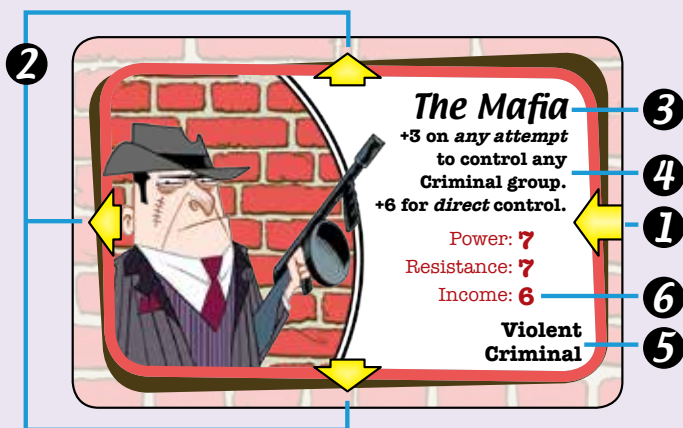 2
The Mafia
3
+3 on any attempt
to control any
Criminal group.
4
+6 for direct control.
1
Power: 7
Resistance: 7
Income: 6
6
Violent
Criminal
5